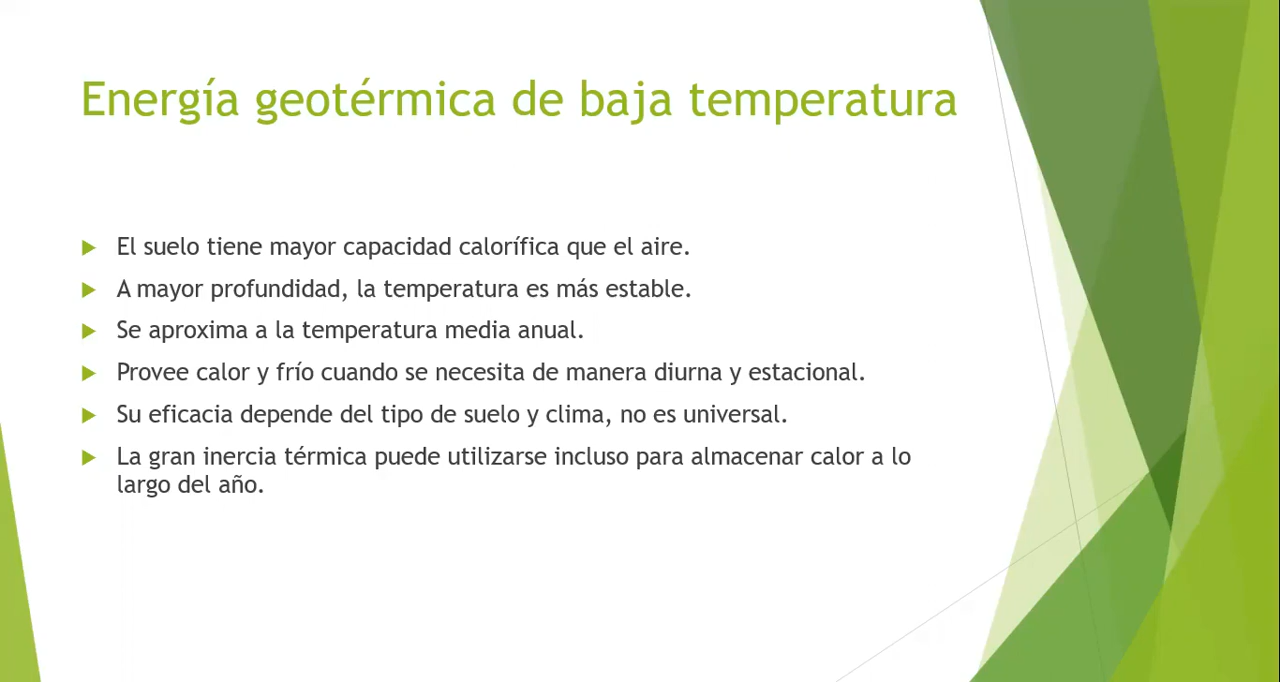 Energía geotérmica de baja temperatura
El suelo tiene mayor capacidad calorífica que el aire.
A mayor profundidad, la temperatura es más estable.
Se aproxima a la temperatura media anual.
Provee calor y frío cuando se necesita de manera diurna y estacional.
Su eficacia depende del tipo de suelo y clima, no es universal.
La gran inercia térmica puede utilizarse incluso para almacenar calor a lo
largo del año.